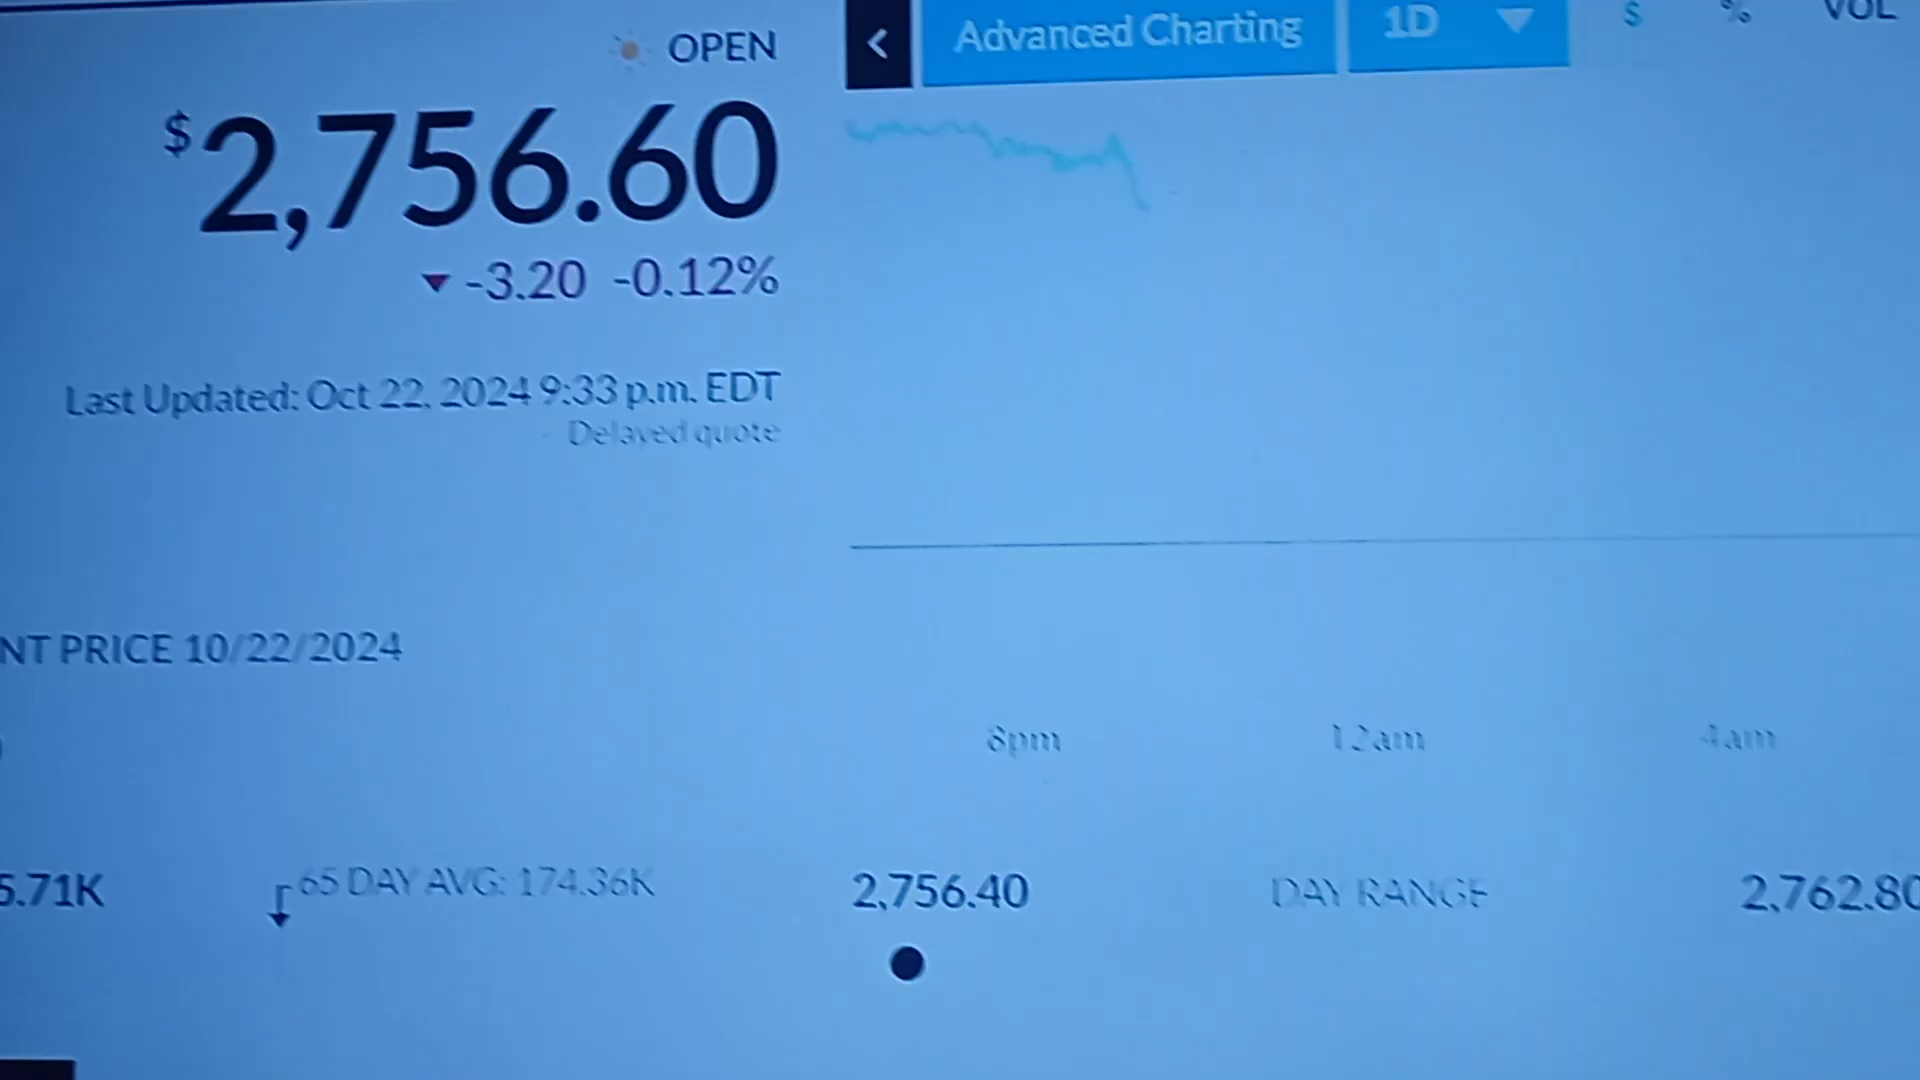 OPEN
$2,756.60
-3.20 -0.12%
Last Updated: Oct 22, 2024 9:33 p.m. EDT
Delayed quote
NT PRICE 10/22/2024
5.71K
65 DAY AVG: 174.36K
Advanced Charting
1D
$ % VOL
8pm 12am 4am
2,756.40 DAY RANGE 2,762.80